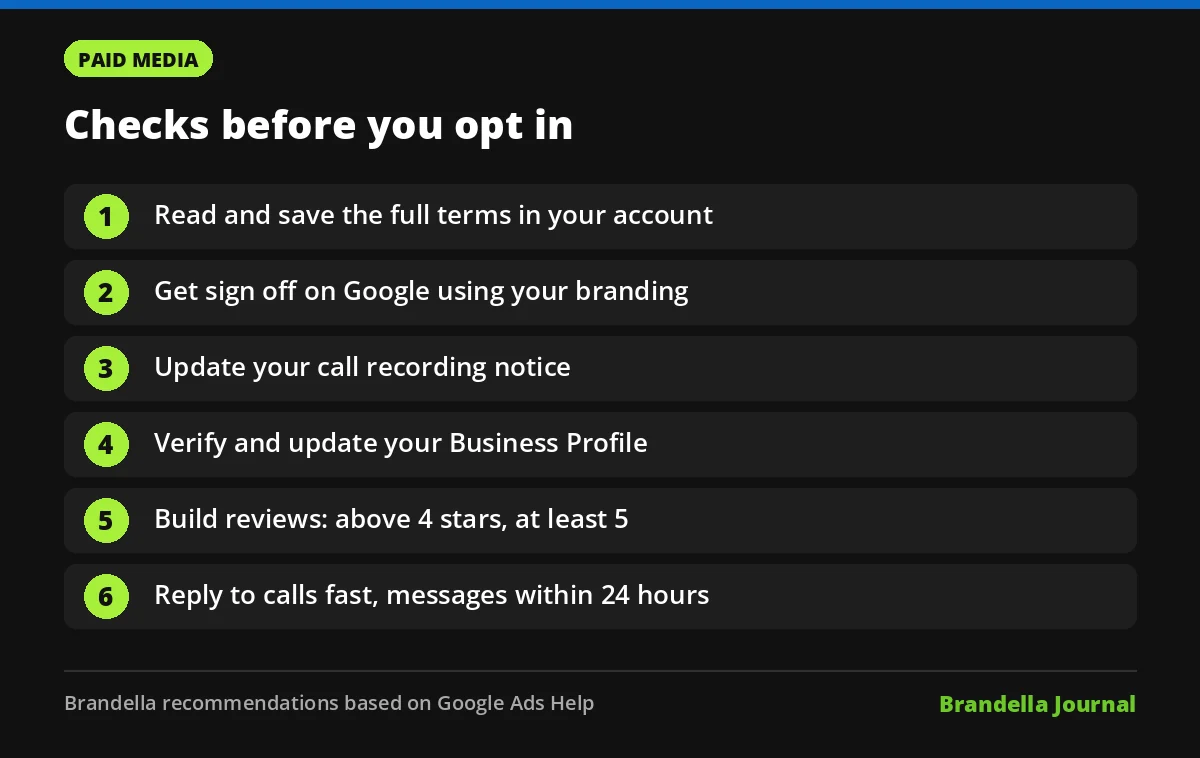 PAID MEDIA
Checks before you opt in
1 Read and save the full terms in your account
2 Get sign off on Google using your branding
3 Update your call recording notice
4 Verify and update your Business Profile
5 Build reviews: above 4 stars, at least 5
6 Reply to calls fast, messages within 24 hours
Brandella recommendations based on Google Ads Help
Brandella Journal